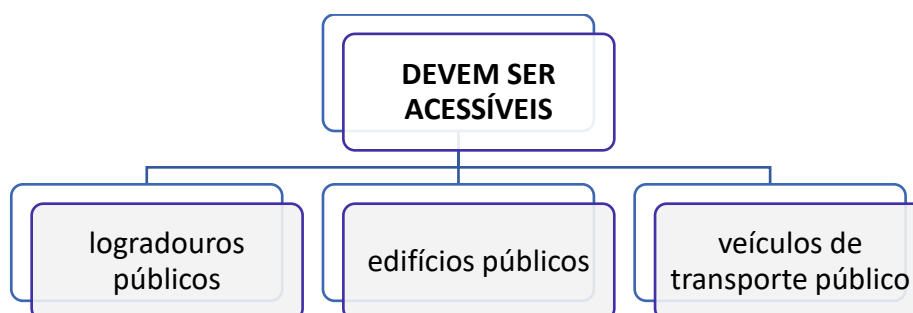 DEVEM SER
ACESSÍVEIS
logradouros
públicos
edifícios públicos
veículos de
transporte público